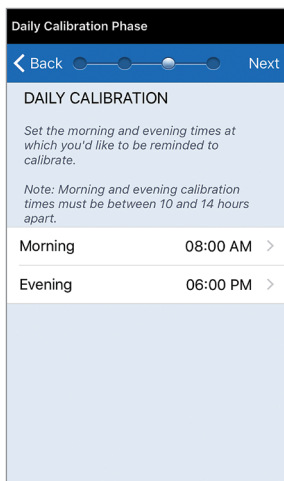 Daily Calibration Phase
Back Next
DAILY CALIBRATION
Set the morning and evening times at
which you'd like to be reminded to
calibrate.
Note: Morning and evening calibration
times must be between 10 and 14 hours
apart.
Morning 08:00 AM
Evening 06:00 PM